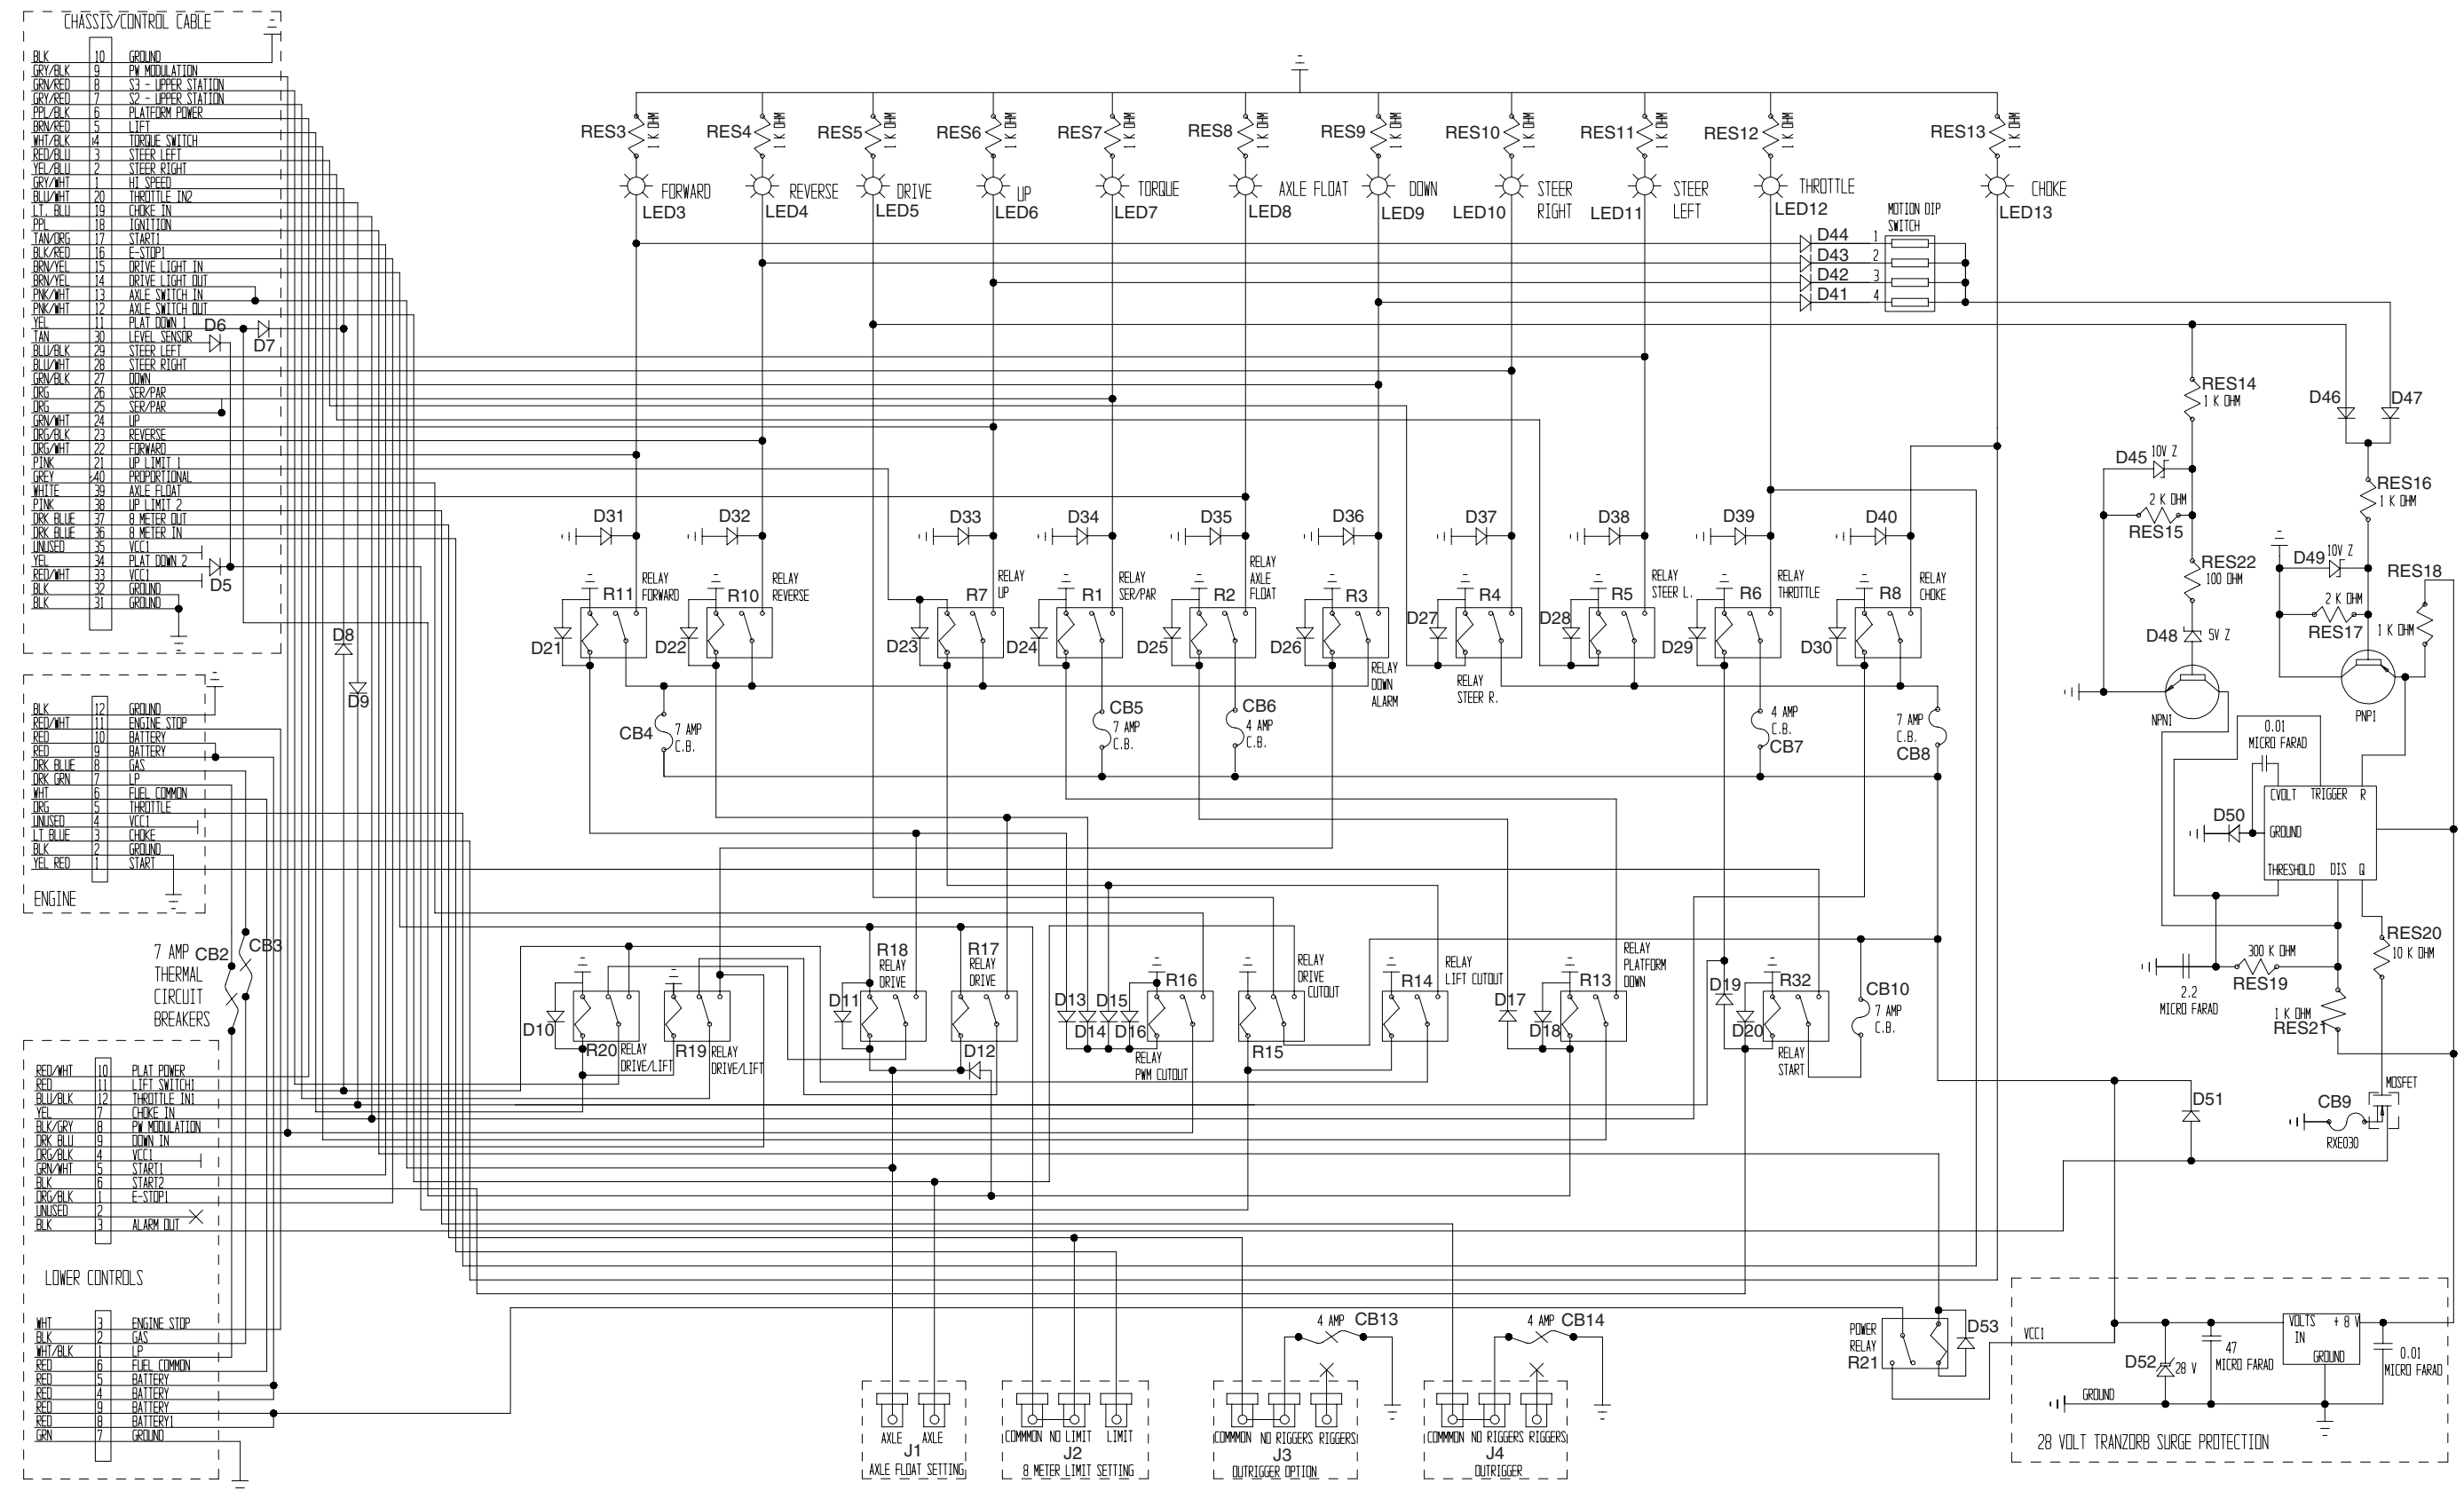 CHASSIS/CONTROL CABLE
BLK 10 GROUND
GRY/BLK 9 PW MODULATION
GRN/RED 8 S3 - UPPER STATION
GRY/RED 7 S2 - UPPER STATION
PPL/BLK 6 PLATFORM POWER
BRN/RED 5 LIFT
WHT/BLK 4 TORQUE SWITCH
RED/BLU 3 STEER LEFT
YEL/BLU 2 STEER RIGHT
GRY/WHT 1 HI SPEED
BLU/WHT 20 THROTTLE IN2
LT. BLU 19 CHOKE IN
PPL 18 IGNITION
TAN/ORG 17 START1
BLK/RED 16 E-STOP1
BRN/YEL 15 DRIVE LIGHT IN
BRN/YEL 14 DRIVE LIGHT OUT
PNK/WHT 13 AXLE SWITCH IN
PNK/WHT 12 AXLE SWITCH OUT
YEL 11 PLAT DOWN 1
TAN 30 LEVEL SENSOR
BLU/BLK 29 STEER LEFT
BLU/WHT 28 STEER RIGHT
GRN/BLK 27 DOWN
ORG 26 SER/PAR
ORG 25 SER/PAR
GRN/WHT 24 UP
ORG/BLK 23 REVERSE
ORG/WHT 22 FORWARD
PINK 21 UP LIMIT 1
GREY 40 PROPORTIONAL
WHITE 39 AXLE FLOAT
PINK 38 UP LIMIT 2
DRK BLUE 37 8 METER OUT
DRK BLUE 36 8 METER IN
UNUSED 35 VCC1
YEL 34 PLAT DOWN 2
RED/WHT 33 VCC1
BLK 32 GROUND
BLK 31 GROUND
D6
D7
D5
D8
D9
BLK 12 GROUND
RED/WHT 11 ENGINE STOP
RED 10 BATTERY
RED 9 BATTERY
DRK BLUE 8 GAS
DRK GRN 7 LP
WHT 6 FUEL COMMON
ORG 5 THROTTLE
UNUSED 4 VCC1
LT BLUE 3 CHOKE
BLK 2 GROUND
YEL RED 1 START
ENGINE
7 AMP
THERMAL
CIRCUIT
BREAKERS
CB2
CB3
RED/WHT 10 PLAT POWER
RED 11 LIFT SWITCH1
BLU/BLK 12 THROTTLE IN1
YEL 7 CHOKE IN
BLK/GRY 8 PW MODULATION
DRK BLU 9 DOWN IN
ORG/BLK 4 VCC1
GRN/WHT 5 START1
BLK 6 START2
ORG/BLK 1 E-STOP1
UNUSED 2
BLK 3 ALARM OUT
LOWER CONTROLS
WHT 3 ENGINE STOP
BLK 2 GAS
WHT/BLK 1 LP
RED 6 FUEL COMMON
RED 5 BATTERY
RED 4 BATTERY
RED 9 BATTERY
RED 8 BATTERY1
GRN 7 GROUND
RES3 1 K OHM
RES4 1 K OHM
RES5 1 K OHM
RES6 1 K OHM
RES7 1 K OHM
RES8 1 K OHM
RES9 1 K OHM
RES10 1 K OHM
RES11 1 K OHM
RES12 1 K OHM
RES13 1 K OHM
FORWARD LED3
REVERSE LED4
DRIVE LED5
UP LED6
TORQUE LED7
AXLE FLOAT LED8
DOWN LED9
STEER RIGHT LED10
STEER LEFT LED11
THROTTLE LED12
CHOKE LED13
MOTION DIP
SWITCH
D44 1
D43 2
D42 3
D41 4
D31
D32
D33
D34
D35
D36
D37
D38
D39
D40
R11 RELAY FORWARD D21
R10 RELAY REVERSE D22
R7 RELAY UP D23
R1 RELAY SER/PAR D24
R2 RELAY AXLE FLOAT D25
R3 RELAY DOWN ALARM D26
R4 RELAY STEER R. D27
R5 RELAY STEER L. D28
R6 RELAY THROTTLE D29
R8 RELAY CHOKE D30
CB4 7 AMP C.B.
CB5 7 AMP C.B.
CB6 4 AMP C.B.
4 AMP C.B. CB7
7 AMP C.B. CB8
D10 R20 RELAY DRIVE/LIFT
R19 RELAY DRIVE/LIFT
R18 RELAY DRIVE D11
R17 RELAY DRIVE D12
D13
D14
D15
D16
R16 RELAY PWM CUTOUT
R15 RELAY DRIVE CUTOUT
R14 RELAY LIFT CUTOUT
D17
D18
R13 RELAY PLATFORM DOWN
D19
D20
R32 RELAY START
CB10 7 AMP C.B.
RES14 1 K OHM
D46
D47
D45 10V Z
2 K OHM RES15
RES16 1 K OHM
RES22 100 OHM
D49 10V Z
RES18 1 K OHM
2 K OHM RES17
D48 5V Z
NPN1
PNP1
0.01 MICRO FARAD
CVOLT TRIGGER R
D50
GROUND
THRESHOLD DIS Q
RES20 10 K OHM
300 K OHM RES19
2.2 MICRO FARAD
1 K OHM RES21
MOSFET
D51
CB9
RXE030
AXLE AXLE
J1
AXLE FLOAT SETTING
COMMMON NO LIMIT LIMIT
J2
8 METER LIMIT SETTING
4 AMP CB13
COMMMON NO RIGGERS RIGGERS
J3
OUTRIGGER OPTION
4 AMP CB14
COMMMON NO RIGGERS RIGGERS
J4
OUTRIGGER
POWER
RELAY
R21
D53
VCC1
D52 28 V
47 MICRO FARAD
VOLTS IN + 8 V
GROUND
0.01 MICRO FARAD
GROUND
28 VOLT TRANZORB SURGE PROTECTION